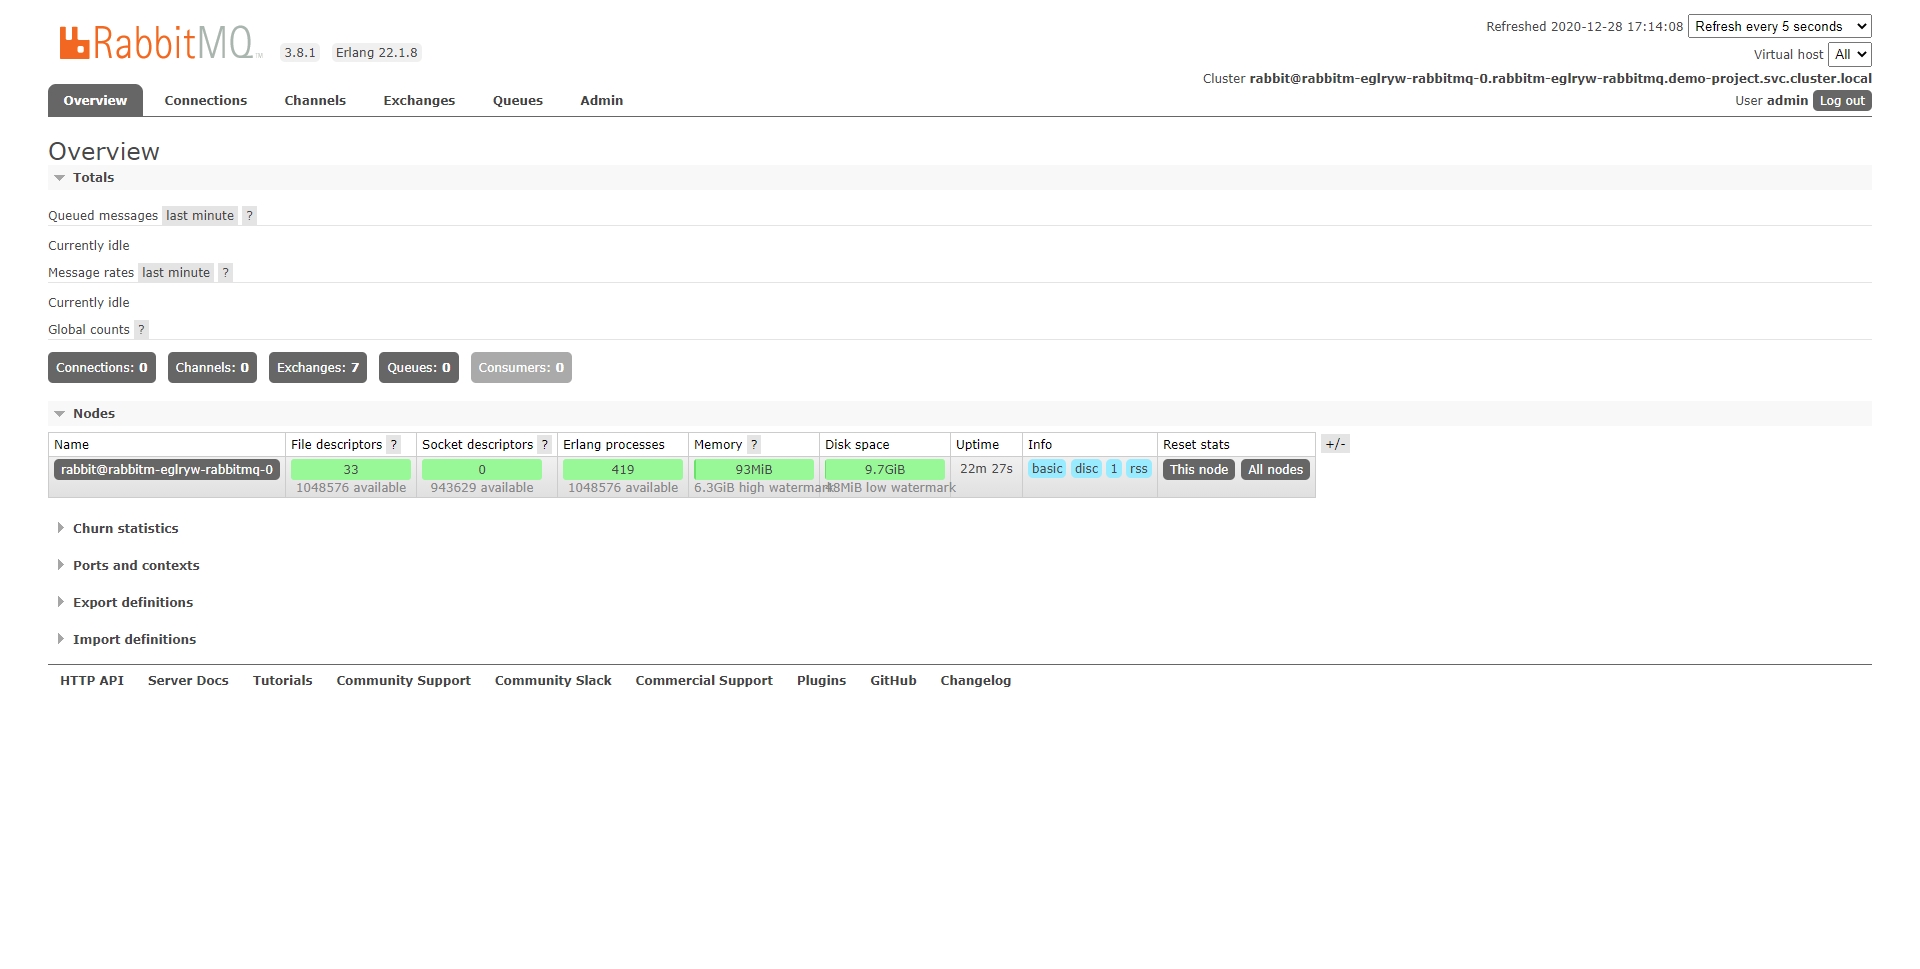 RabbitMQ TM 3.8.1 Erlang 22.1.8
Refreshed 2020-12-28 17:14:08 Refresh every 5 seconds
Virtual host All
Cluster rabbit@rabbitm-eglryw-rabbitmq-0.rabbitm-eglryw-rabbitmq.demo-project.svc.cluster.local
User admin Log out
Overview Connections Channels Exchanges Queues Admin
Overview
Totals
Queued messages last minute ?
Currently idle
Message rates last minute ?
Currently idle
Global counts ?
Connections: 0 Channels: 0 Exchanges: 7 Queues: 0 Consumers: 0
Nodes
Name File descriptors ? Socket descriptors ? Erlang processes Memory ? Disk space Uptime Info Reset stats +/-
rabbit@rabbitm-eglryw-rabbitmq-0 33 0 419 93MiB 9.7GiB 22m 27s basic disc 1 rss This node All nodes
1048576 available 943629 available 1048576 available 6.3GiB high watermark 48MiB low watermark
Churn statistics
Ports and contexts
Export definitions
Import definitions
HTTP API Server Docs Tutorials Community Support Community Slack Commercial Support Plugins GitHub Changelog